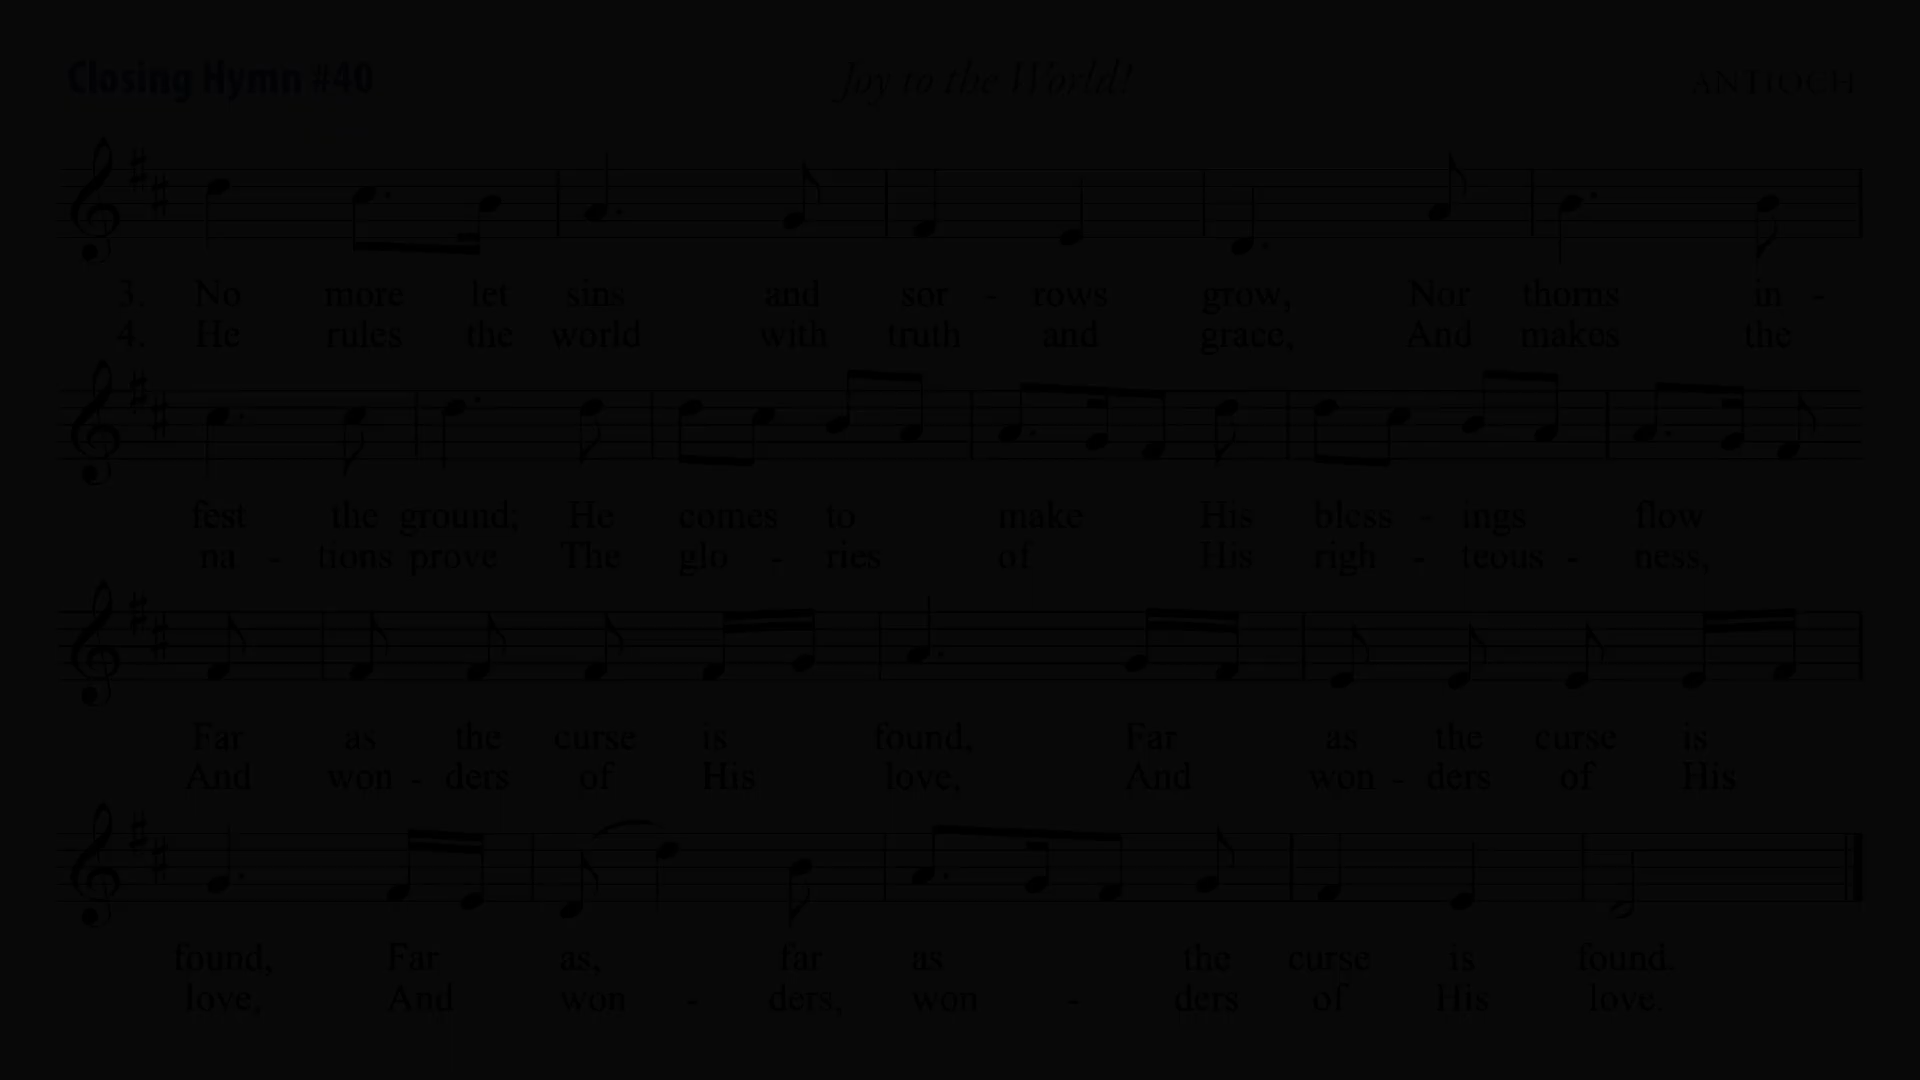 Closing Hymn #40 Joy to the World! ANTIOCH
3. No more let sins and sor - rows grow, Nor thorns in -
4. He rules the world with truth and grace, And makes the
fest the ground; He comes to make His bless - ings flow
na - tions prove The glo - ries of His righ - teous - ness,
Far as the curse is found, Far as the curse is
And won - ders of His love, And won - ders of His
found, Far as, far as the curse is found.
love, And won - ders, won - ders of His love.